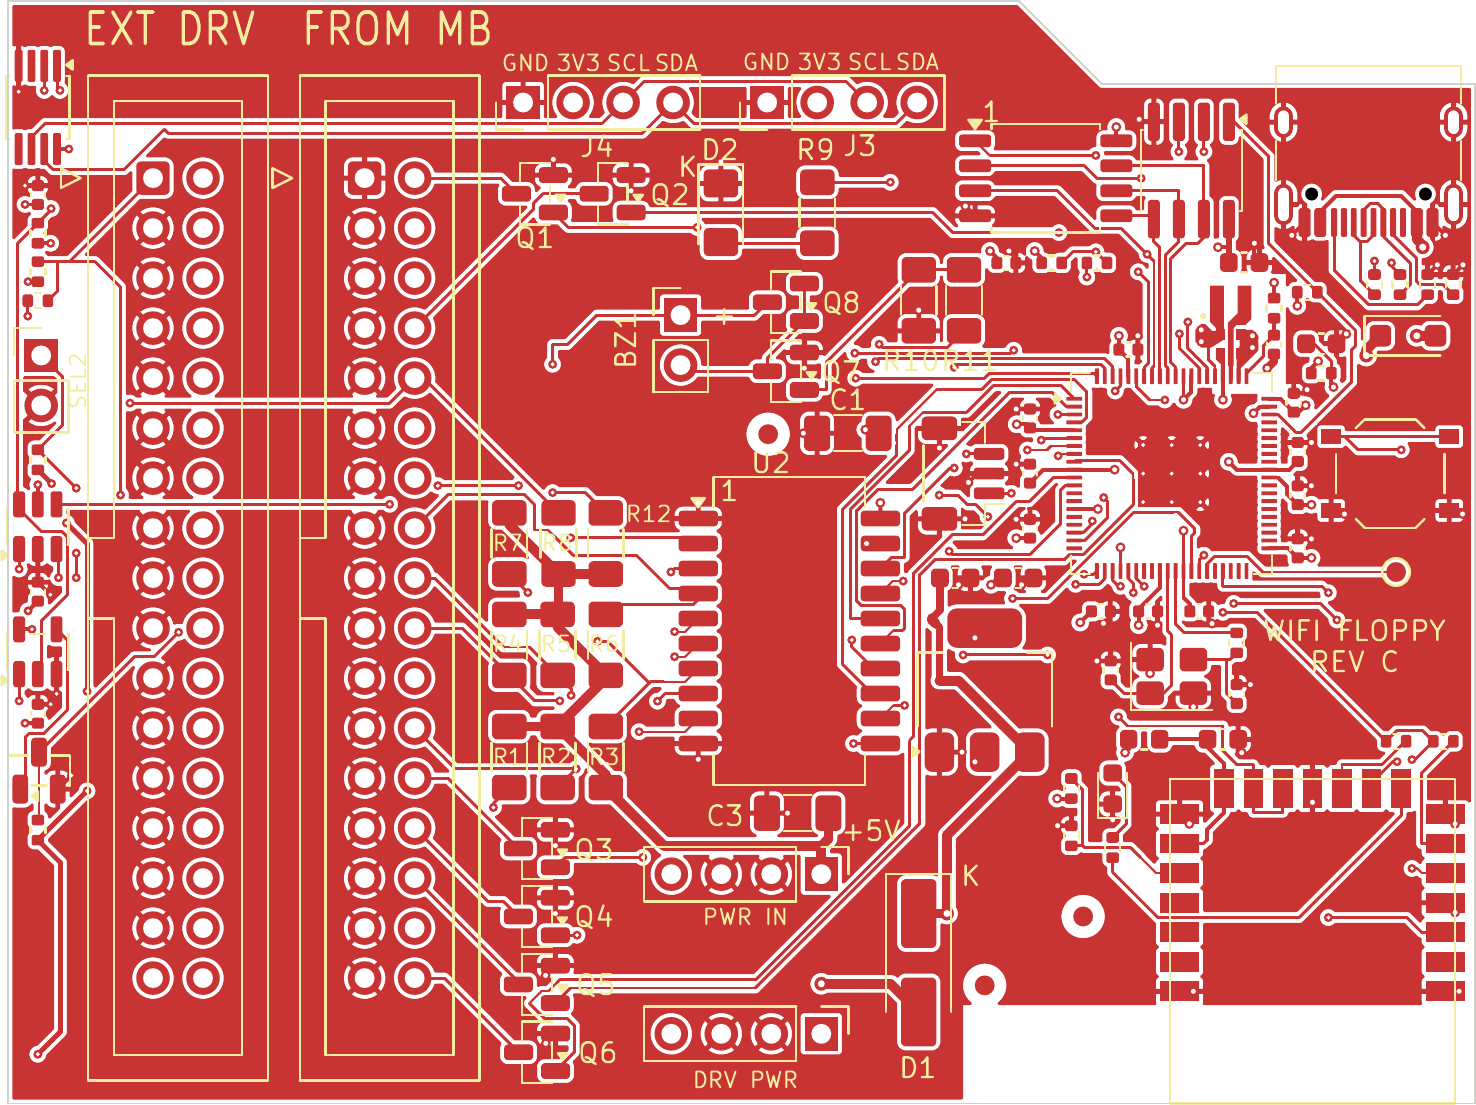 EXT DRV FROM MB
GND 3V3 SCL SDA
GND 3V3 SCL SDA
J4
J3
1
D2
K
R9
Q2
Q1
Q8
+
BZ1
Q7
C1
R10 R11
SEL2
U2
1
R12
R7 R8
R4 R5 R6
R1 R2 R3
WIFI FLOPPY
REV C
C3
+5V
Q3
K
Q4
PWR IN
Q5
Q6
D1
DRV PWR